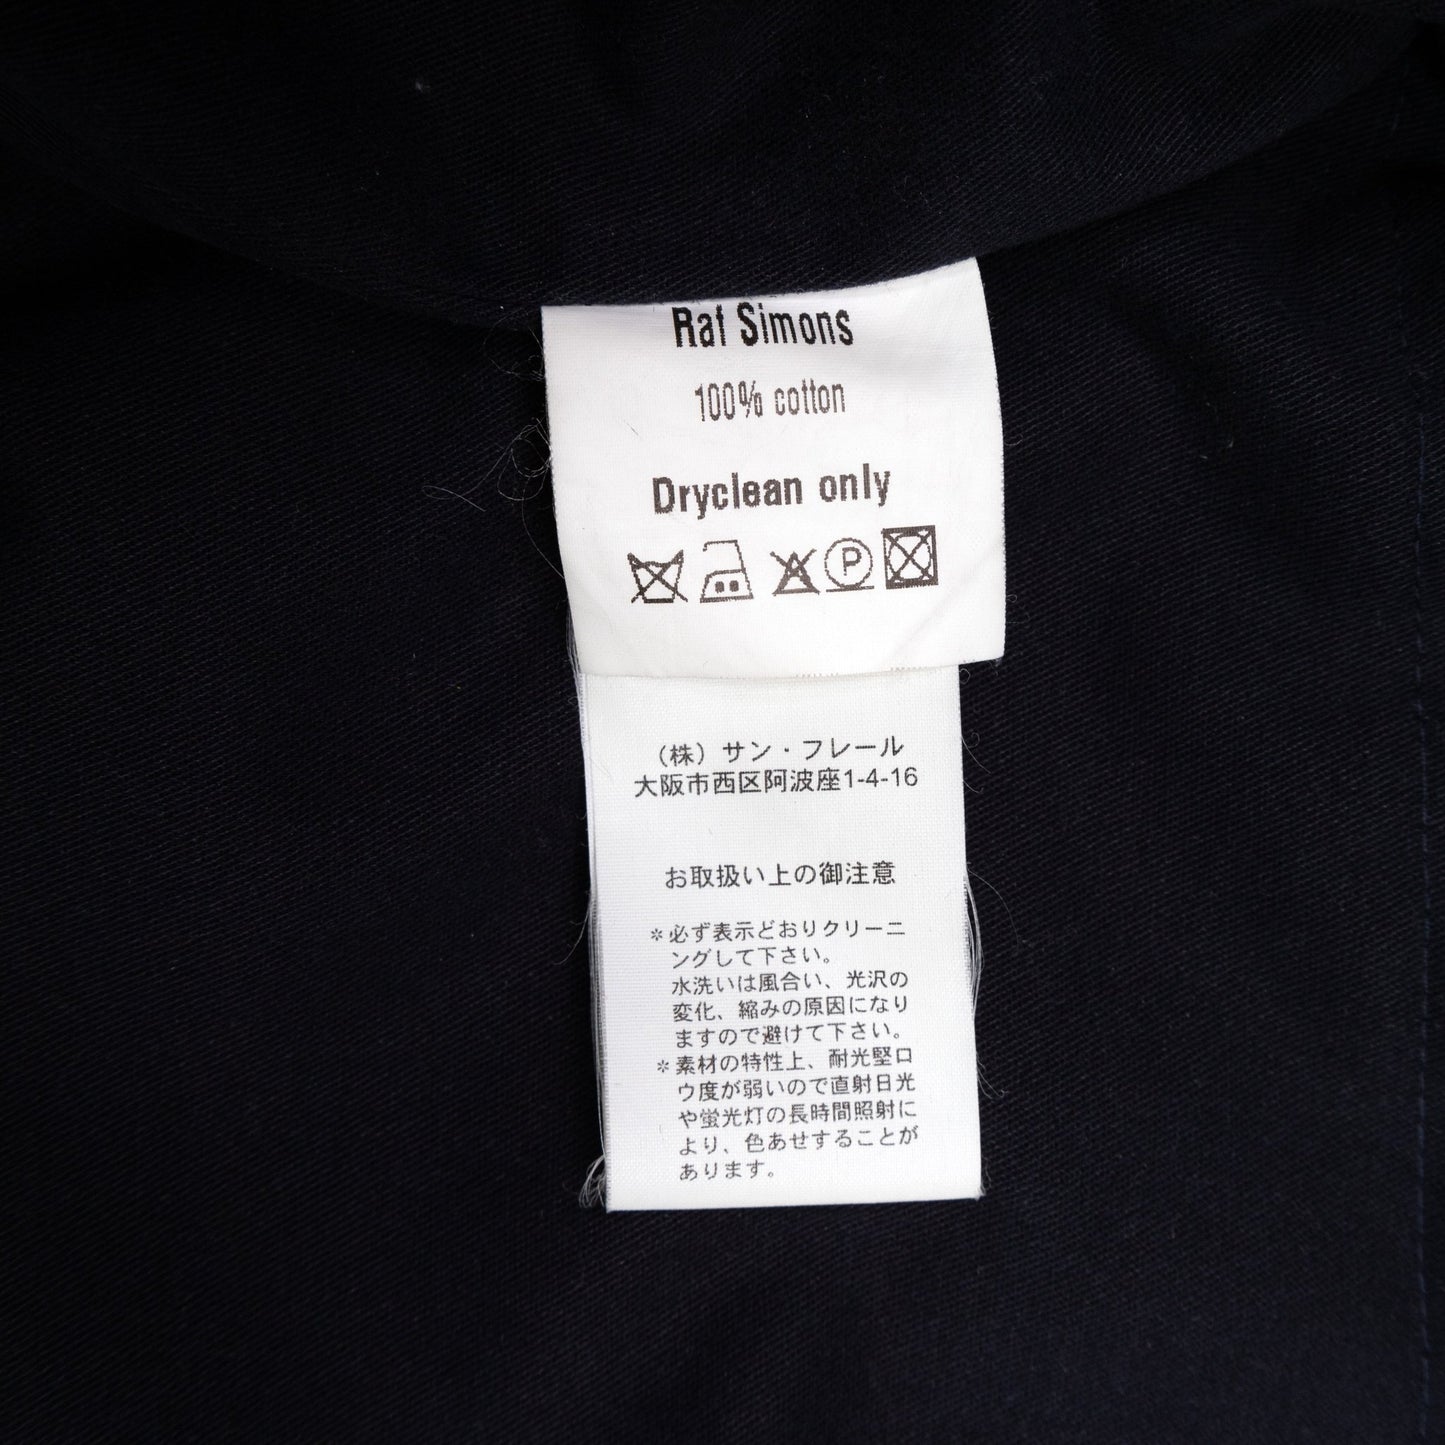 Raf Simons
100% cotton
Dryclean only
P
（株）サン・フレール
大阪市西区阿波座1-4-16
お取扱い上の御注意
＊必ず表示どおりクリーニ
ングして下さい。
水洗いは風合い、光沢の
変化、縮みの原因になり
ますので避けて下さい。
＊素材の特性上、耐光堅ロ
ウ度が弱いので直射日光
や蛍光灯の長時間照射に
より、色あせすることが
あります。